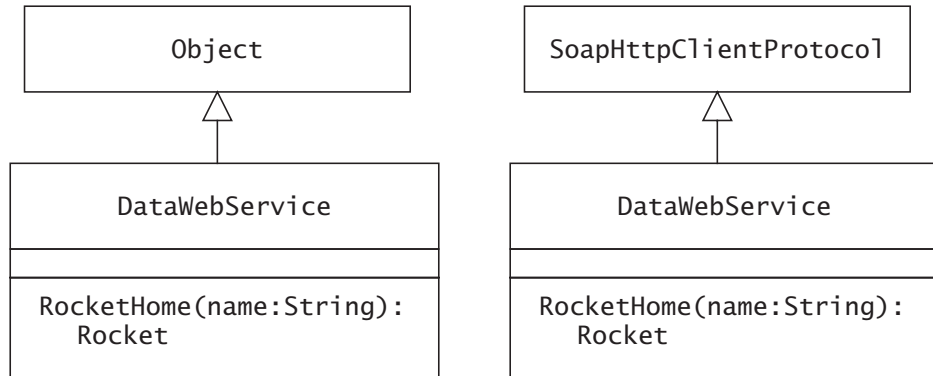 Object
SoapHttpClientProtocol
DataWebService
DataWebService
RocketHome(name:String):
Rocket
RocketHome(name:String):
Rocket